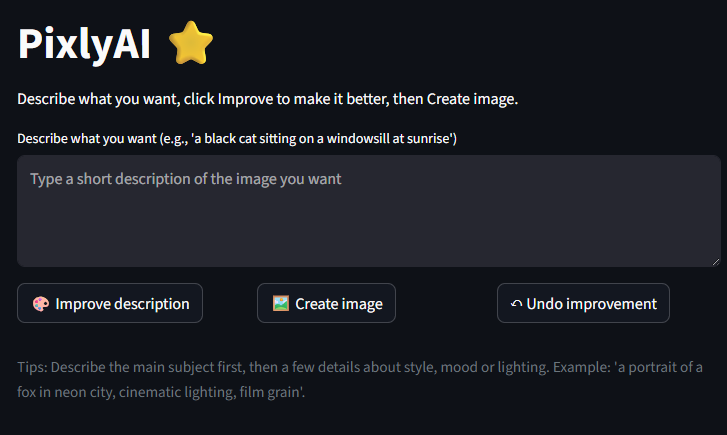 PixlyAI
Describe what you want, click Improve to make it better, then Create image.
Describe what you want (e.g., 'a black cat sitting on a windowsill at sunrise')
Type a short description of the image you want
Improve description
Create image
Undo improvement
Tips: Describe the main subject first, then a few details about style, mood or lighting. Example: 'a portrait of a
fox in neon city, cinematic lighting, film grain'.